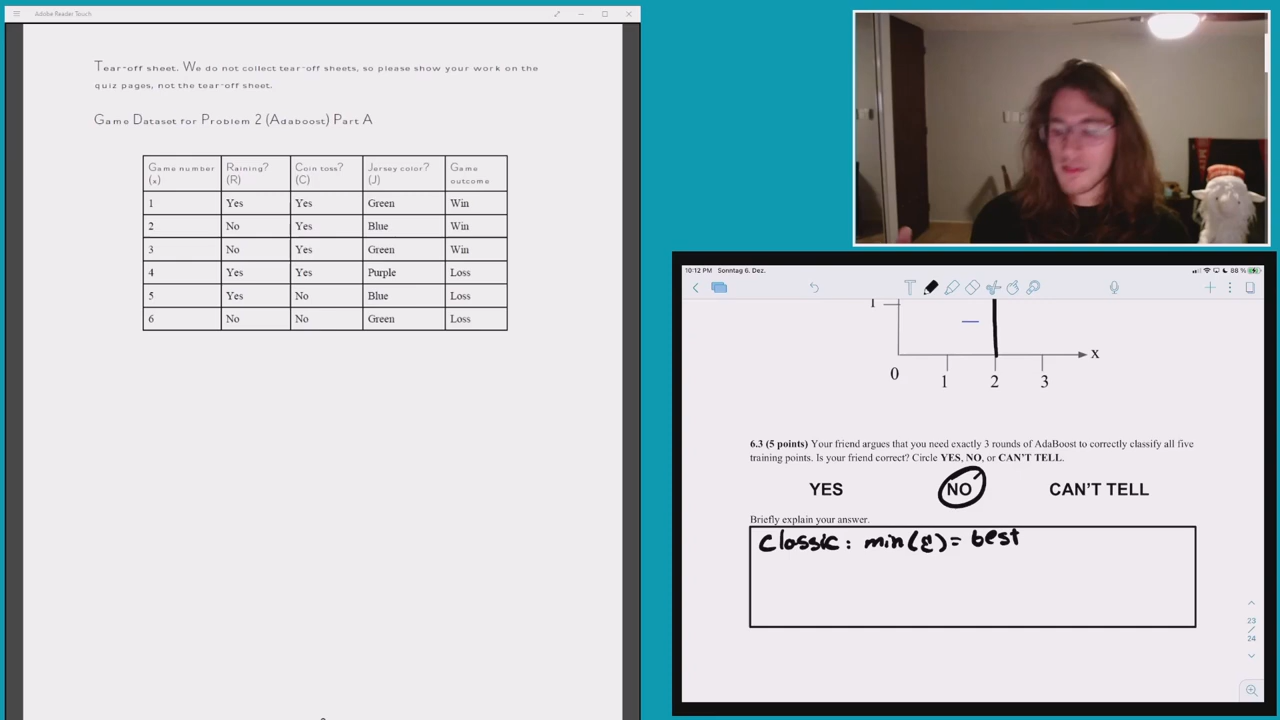 Adobe Reader Touch
Tear-off sheet. We do not collect tear-off sheets, so please show your work on the
quiz pages, not the tear-off sheet.
Game Dataset for Problem 2 (Adaboost) Part A
Game number (x) Raining? (R) Coin toss? (C) Jersey color? (J) Game outcome
1 Yes Yes Green Win
2 No Yes Blue Win
3 No Yes Green Win
4 Yes Yes Purple Loss
5 Yes No Blue Loss
6 No No Green Loss
10:12 PM Sonntag 6. Dez.
88 %
1
x
0 1 2 3
6.3 (5 points) Your friend argues that you need exactly 3 rounds of AdaBoost to correctly classify all five
training points. Is your friend correct? Circle YES, NO, or CAN'T TELL.
YES NO CAN'T TELL
Briefly explain your answer.
Classic: min(ε) = best
23
/
24